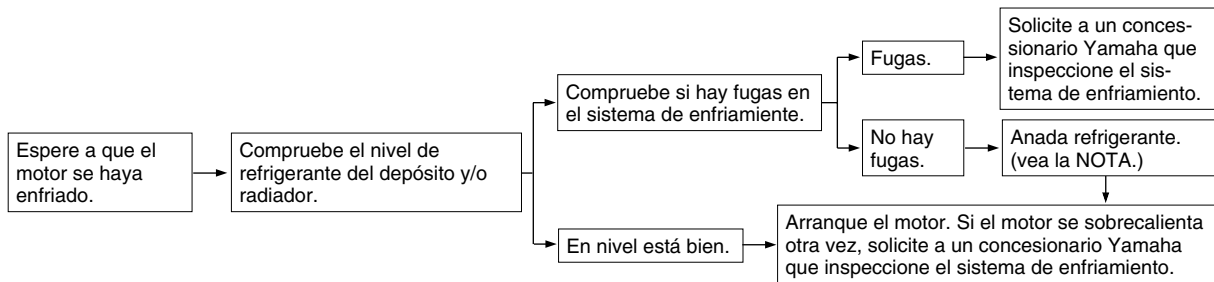 Espere a que el
motor se haya
enfriado.
Compruebe el nivel de
refrigerante del depósito y/o
radiador.
Compruebe si hay fugas en
el sistema de enfriamiente.
Fugas.
Solicite a un conces-
sionario Yamaha que
inspeccione el sis-
tema de enfriamiento.
No hay
fugas.
Anada refrigerante.
(vea la NOTA.)
En nivel está bien.
Arranque el motor. Si el motor se sobrecalienta
otra vez, solicite a un concesionario Yamaha
que inspeccione el sistema de enfriamiento.